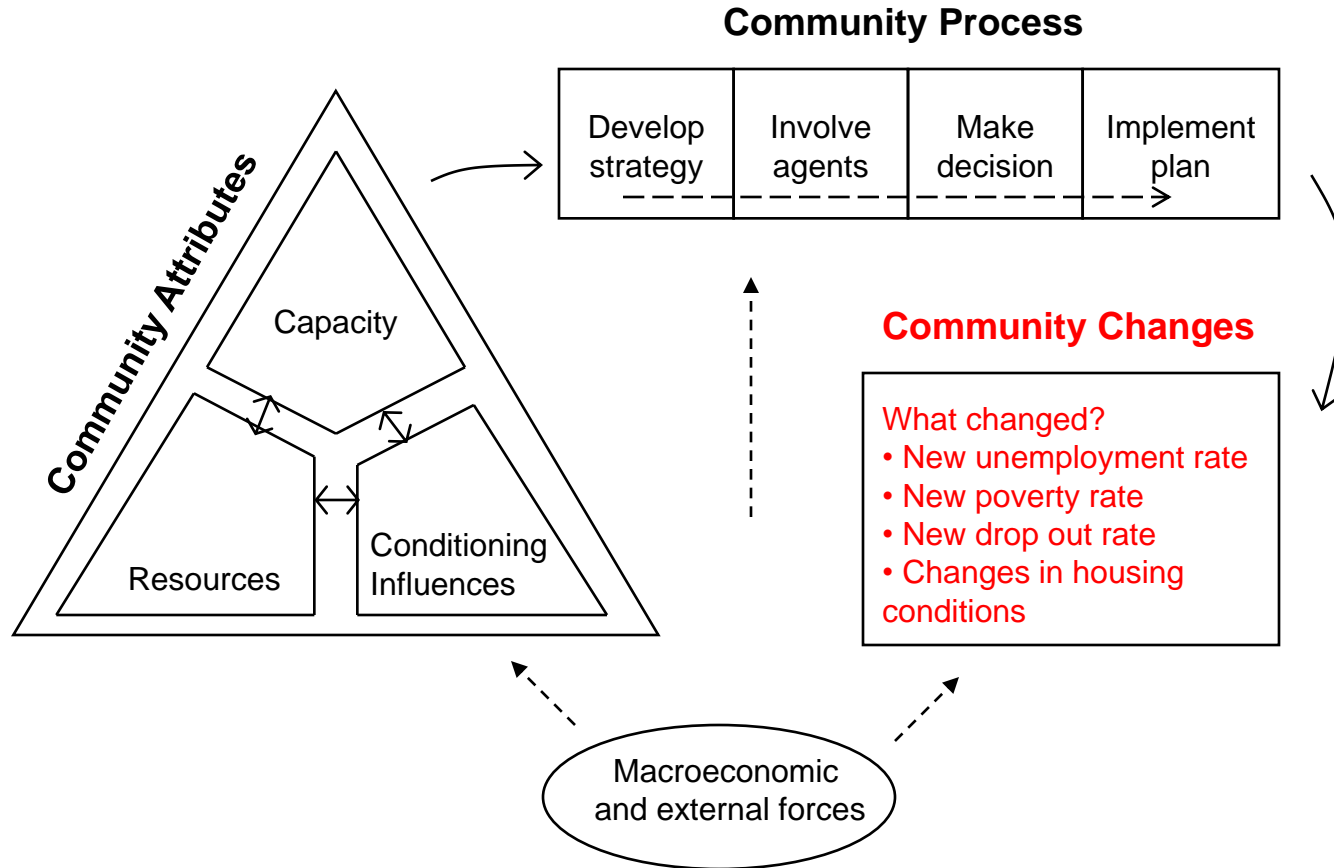 Community Process
Develop
strategy
Involve
agents
Make
decision
Implement
plan
Community Attributes
Capacity
Resources
Conditioning
Influences
Community Changes
What changed?
• New unemployment rate
• New poverty rate
• New drop out rate
• Changes in housing
conditions
Macroeconomic
and external forces